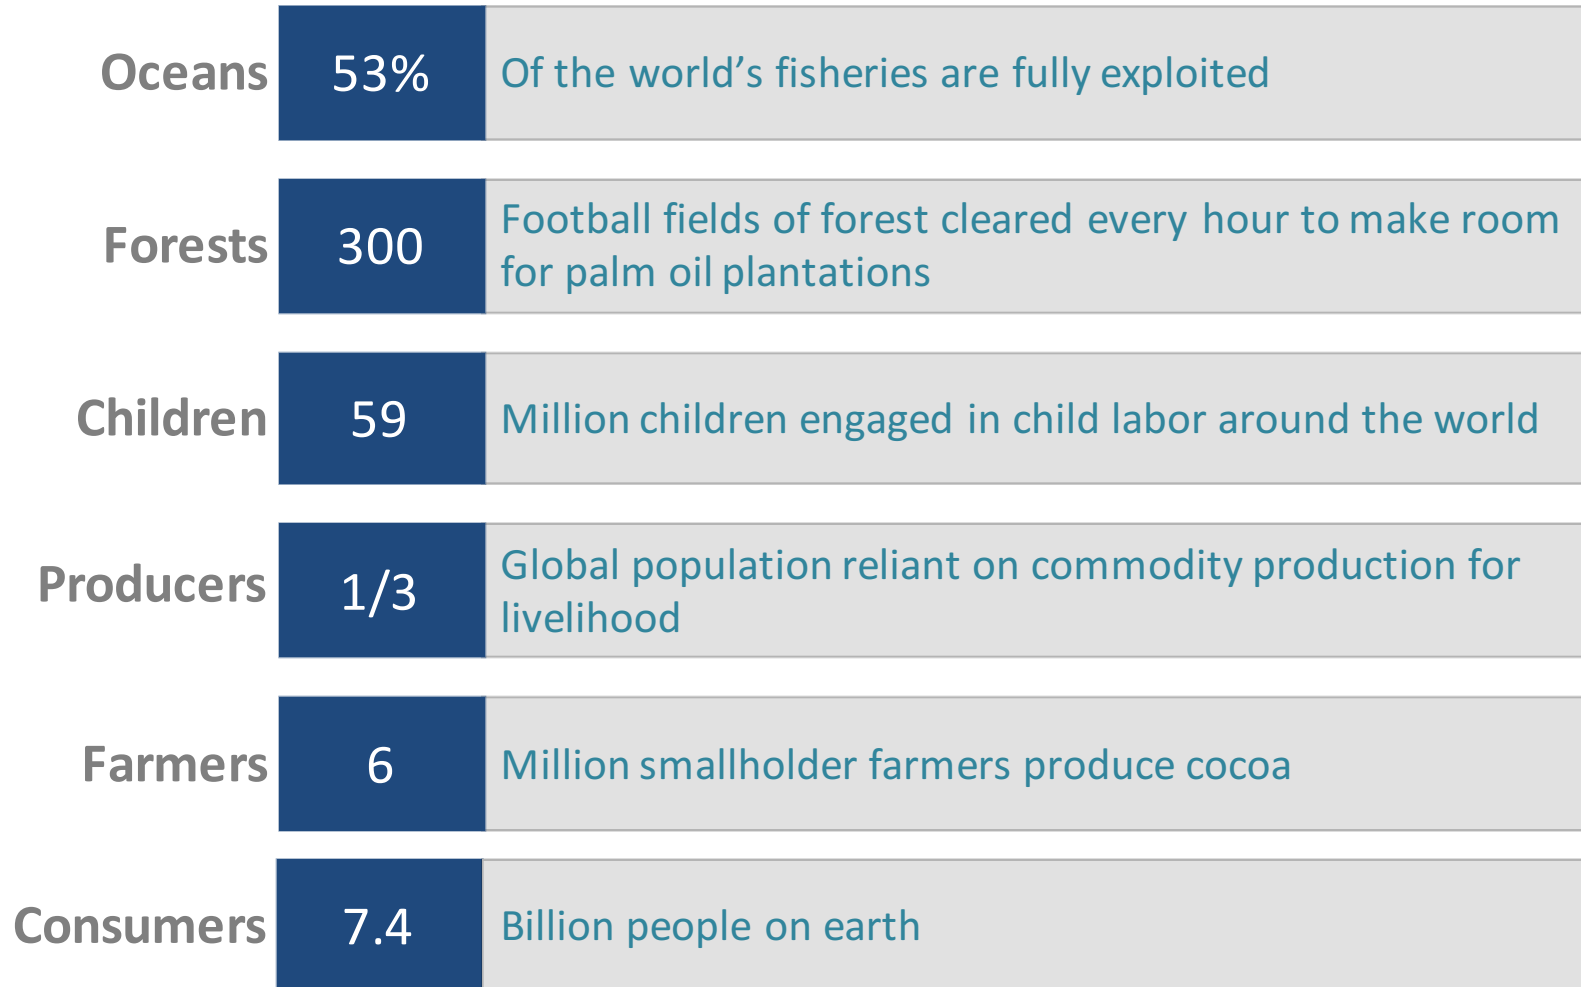 Oceans
53%
Of the world’s fisheries are fully exploited
Forests
300
Football fields of forest cleared every hour to make room
for palm oil plantations
Children
59
Million children engaged in child labor around the world
Producers
1/3
Global population reliant on commodity production for
livelihood
Farmers
6
Million smallholder farmers produce cocoa
Consumers
7.4
Billion people on earth